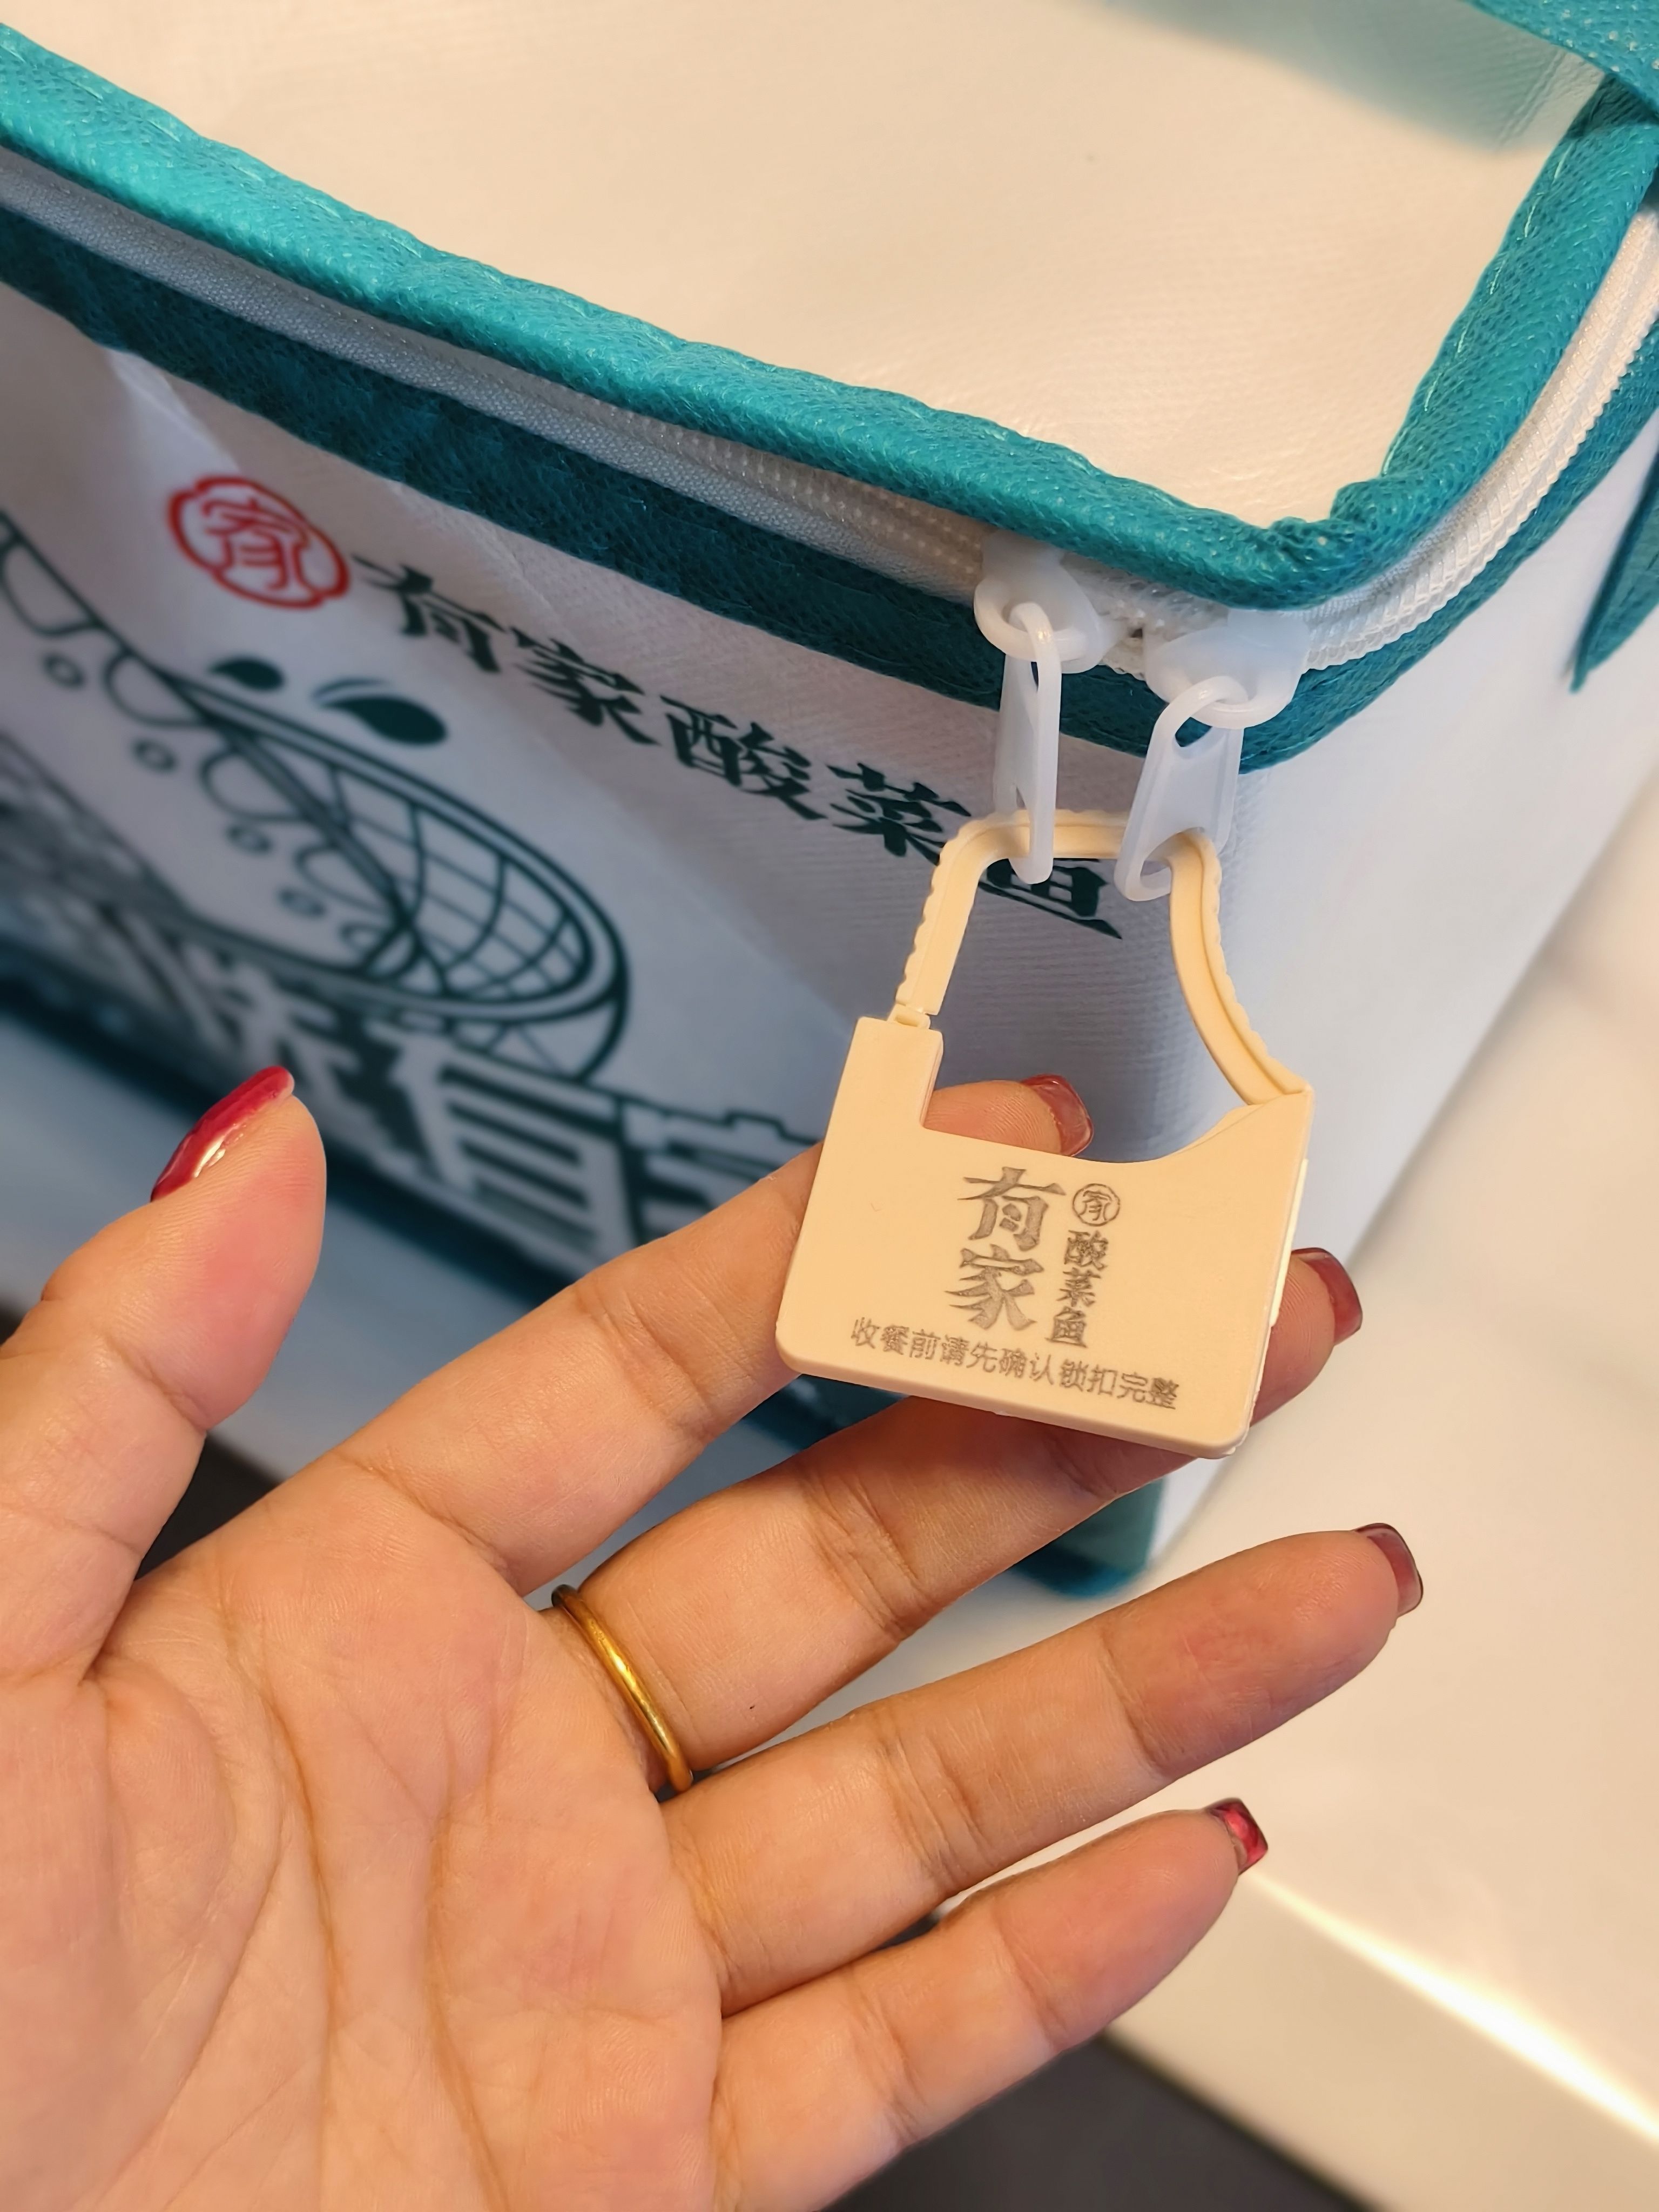 有家酸菜鱼
有家
酸菜鱼
收餐前请先确认锁扣完整